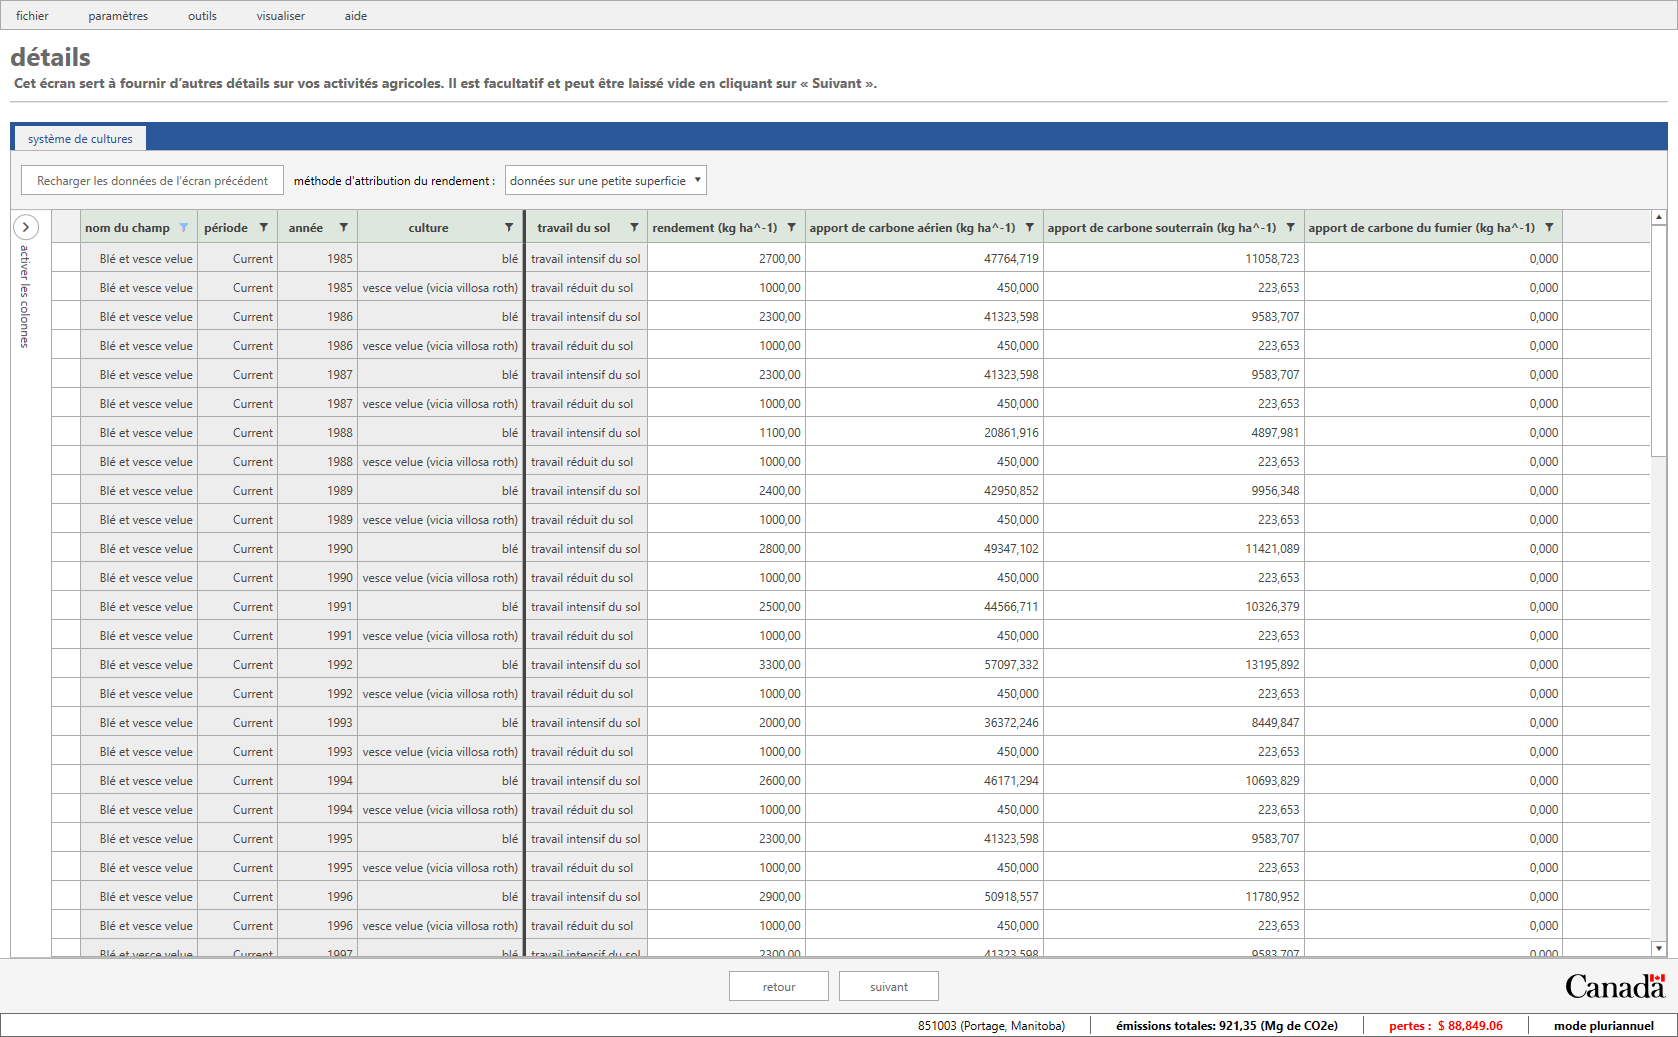 fichier paramètres outils visualiser aide
détails
Cet écran sert à fournir d’autres détails sur vos activités agricoles. Il est facultatif et peut être laissé vide en cliquant sur « Suivant ».
système de cultures
Recharger les données de l’écran précédent méthode d'attribution du rendement : données sur une petite superficie
activer les colonnes
nom du champ période année culture travail du sol rendement (kg ha^-1) apport de carbone aérien (kg ha^-1) apport de carbone souterrain (kg ha^-1) apport de carbone du fumier (kg ha^-1)
Blé et vesce velue Current 1985 blé travail intensif du sol 2700,00 47764,719 11058,723 0,000
Blé et vesce velue Current 1985 vesce velue (vicia villosa roth) travail réduit du sol 1000,00 450,000 223,653 0,000
Blé et vesce velue Current 1986 blé travail intensif du sol 2300,00 41323,598 9583,707 0,000
Blé et vesce velue Current 1986 vesce velue (vicia villosa roth) travail réduit du sol 1000,00 450,000 223,653 0,000
Blé et vesce velue Current 1987 blé travail intensif du sol 2300,00 41323,598 9583,707 0,000
Blé et vesce velue Current 1987 vesce velue (vicia villosa roth) travail réduit du sol 1000,00 450,000 223,653 0,000
Blé et vesce velue Current 1988 blé travail intensif du sol 1100,00 20861,916 4897,981 0,000
Blé et vesce velue Current 1988 vesce velue (vicia villosa roth) travail réduit du sol 1000,00 450,000 223,653 0,000
Blé et vesce velue Current 1989 blé travail intensif du sol 2400,00 42950,852 9956,348 0,000
Blé et vesce velue Current 1989 vesce velue (vicia villosa roth) travail réduit du sol 1000,00 450,000 223,653 0,000
Blé et vesce velue Current 1990 blé travail intensif du sol 2800,00 49347,102 11421,089 0,000
Blé et vesce velue Current 1990 vesce velue (vicia villosa roth) travail réduit du sol 1000,00 450,000 223,653 0,000
Blé et vesce velue Current 1991 blé travail intensif du sol 2500,00 44566,711 10326,379 0,000
Blé et vesce velue Current 1991 vesce velue (vicia villosa roth) travail réduit du sol 1000,00 450,000 223,653 0,000
Blé et vesce velue Current 1992 blé travail intensif du sol 3300,00 57097,332 13195,892 0,000
Blé et vesce velue Current 1992 vesce velue (vicia villosa roth) travail réduit du sol 1000,00 450,000 223,653 0,000
Blé et vesce velue Current 1993 blé travail intensif du sol 2000,00 36372,246 8449,847 0,000
Blé et vesce velue Current 1993 vesce velue (vicia villosa roth) travail réduit du sol 1000,00 450,000 223,653 0,000
Blé et vesce velue Current 1994 blé travail intensif du sol 2600,00 46171,294 10693,829 0,000
Blé et vesce velue Current 1994 vesce velue (vicia villosa roth) travail réduit du sol 1000,00 450,000 223,653 0,000
Blé et vesce velue Current 1995 blé travail intensif du sol 2300,00 41323,598 9583,707 0,000
Blé et vesce velue Current 1995 vesce velue (vicia villosa roth) travail réduit du sol 1000,00 450,000 223,653 0,000
Blé et vesce velue Current 1996 blé travail intensif du sol 2900,00 50918,557 11780,952 0,000
Blé et vesce velue Current 1996 vesce velue (vicia villosa roth) travail réduit du sol 1000,00 450,000 223,653 0,000
Blé et vesce velue Current 1997 blé travail intensif du sol 2300,00 41323,598 9583,707 0,000
retour suivant Canada
851003 (Portage, Manitoba) émissions totales: 921,35 (Mg de CO2e) pertes : $ 88,849.06 mode pluriannuel